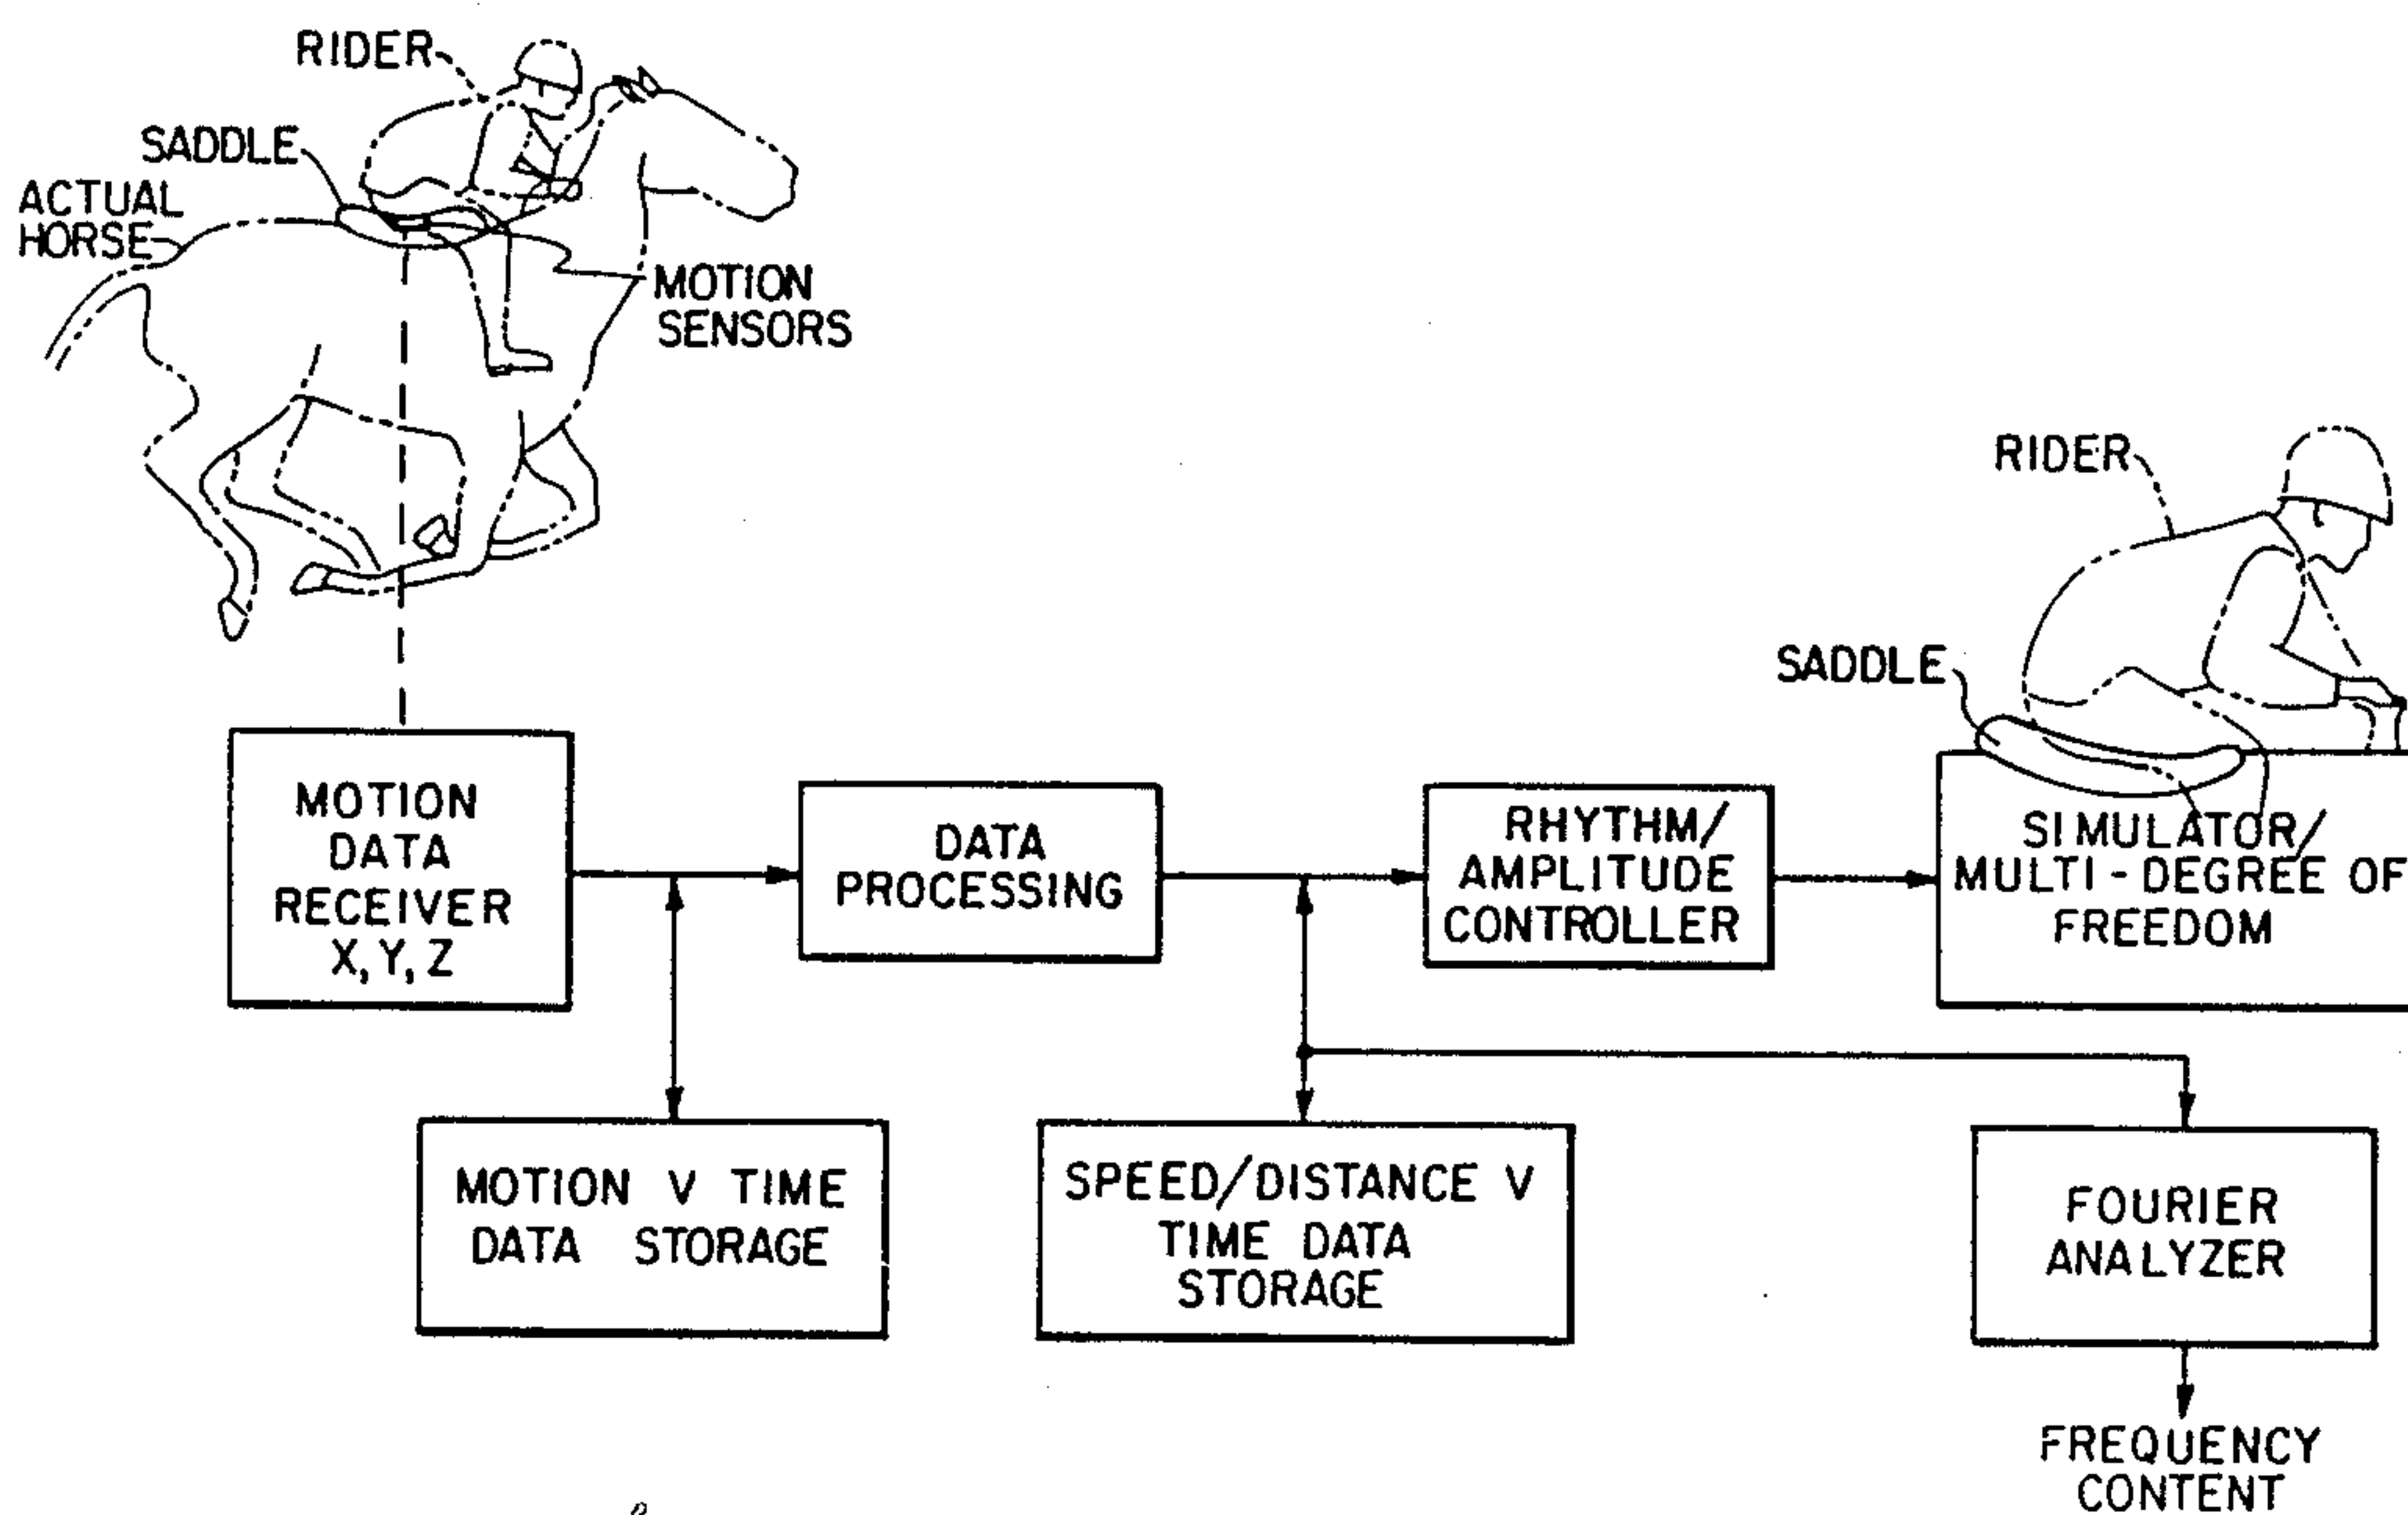 RIDER
SADDLE
ACTUAL
HORSE
MOTION
SENSORS
RIDER
SADDLE
MOTION
DATA
RECEIVER
X, Y, Z
DATA
PROCESSING
RHYTHM/
AMPLITUDE
CONTROLLER
SIMULATOR/
MULTI-DEGREE OF
FREEDOM
MOTION V TIME
DATA STORAGE
SPEED/DISTANCE V
TIME DATA
STORAGE
FOURIER
ANALYZER
FREQUENCY
CONTENT